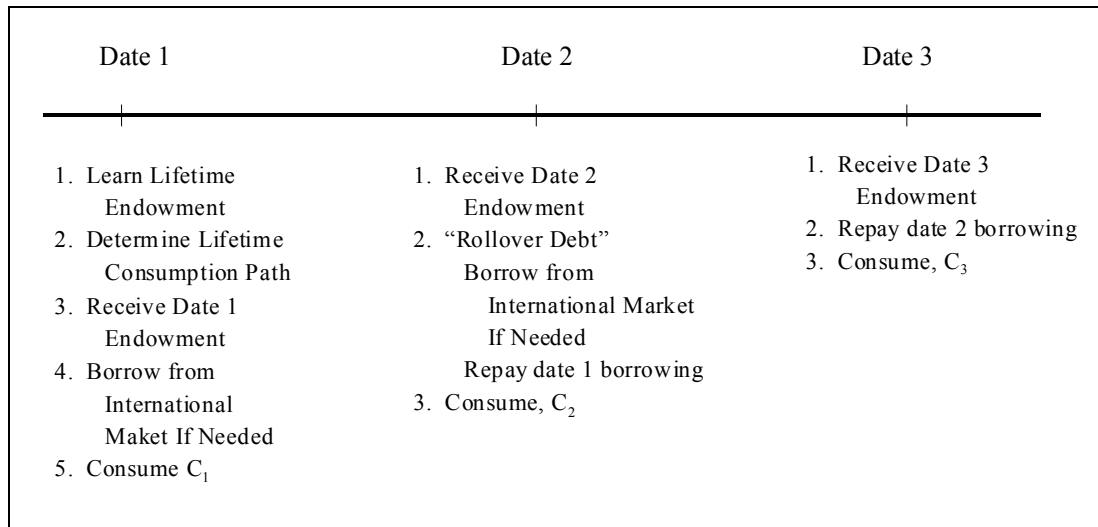 Date 1
Date 2
Date 3
1. Learn Lifetime
Endowment
2. Determine Lifetime
Consumption Path
3. Receive Date 1
Endowment
4. Borrow from
International
Maket If Needed
5. Consume C₁
1. Receive Date 2
Endowment
2. “Rollover Debt”
Borrow from
International Market
If Needed
Repay date 1 borrowing
3. Consume, C₂
1. Receive Date 3
Endowment
2. Repay date 2 borrowing
3. Consume, C₃